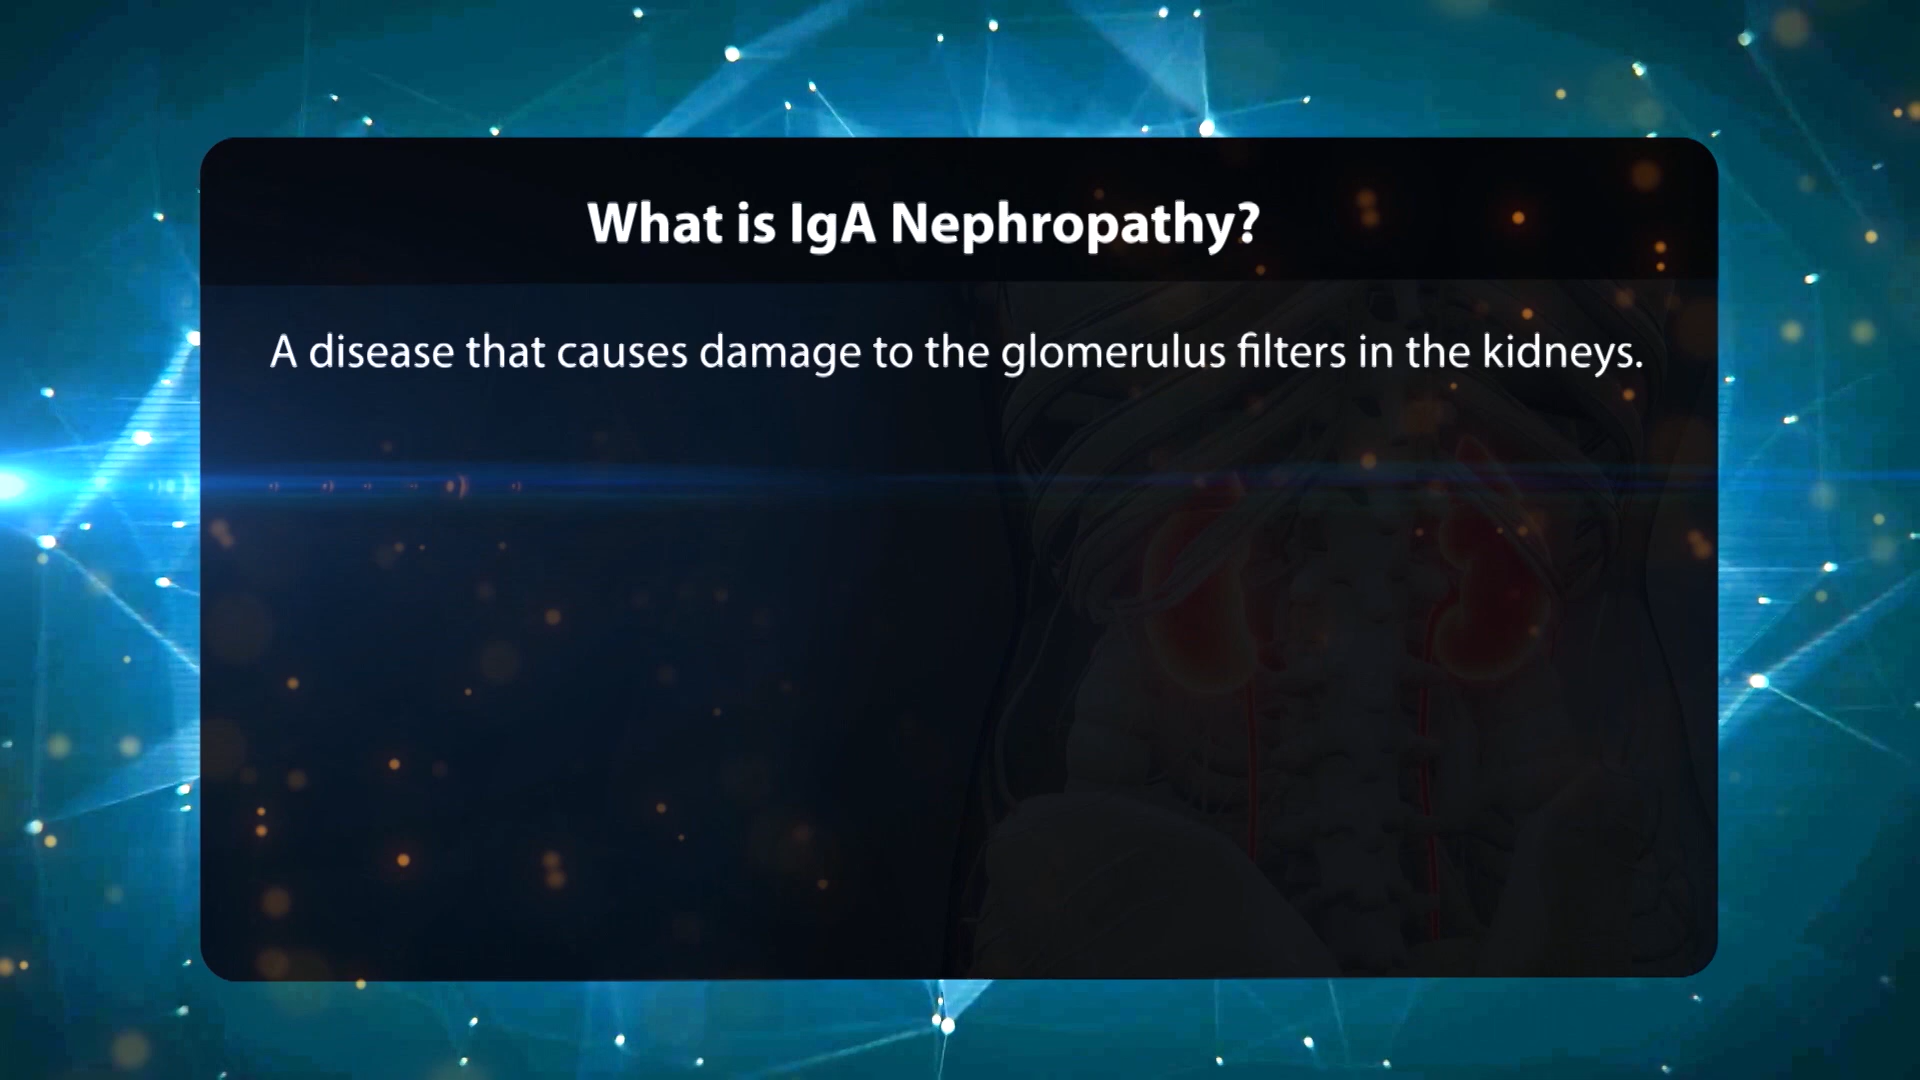 What is IgA Nephropathy?
A disease that causes damage to the glomerulus filters in the kidneys.